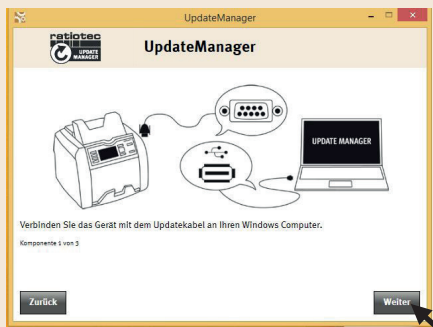 UpdateManager
ratiotec
UPDATE
MANAGER
UpdateManager
UPDATE MANAGER
Verbinden Sie das Gerät mit dem Updatekabel an Ihren Windows Computer.
Komponente 1 von 3
Zurück
Weiter